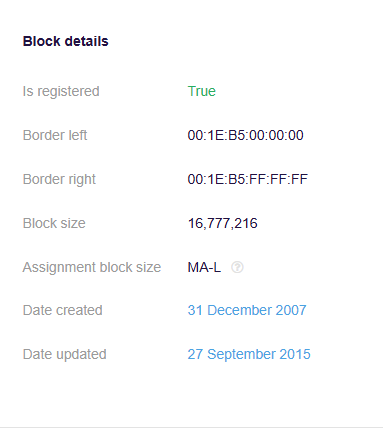 Block details
Is registered True
Border left 00:1E:B5:00:00:00
Border right 00:1E:B5:FF:FF:FF
Block size 16,777,216
Assignment block size MA-L ?
Date created 31 December 2007
Date updated 27 September 2015